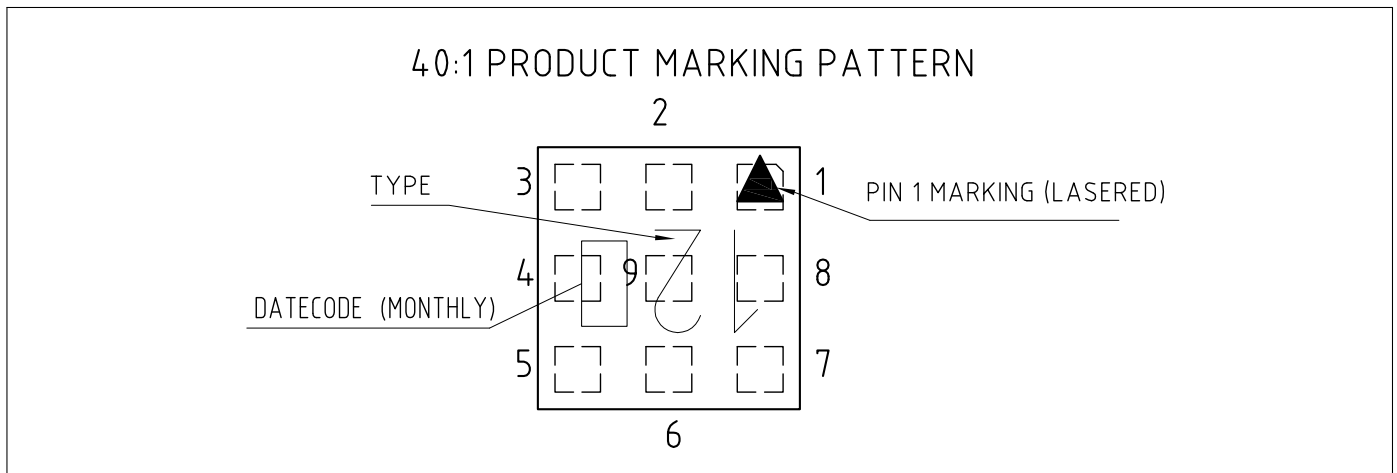 40:1 PRODUCT MARKING PATTERN
2
TYPE
3
1
PIN 1 MARKING (LASERED)
4
9
12
8
DATECODE (MONTHLY)
5
7
6